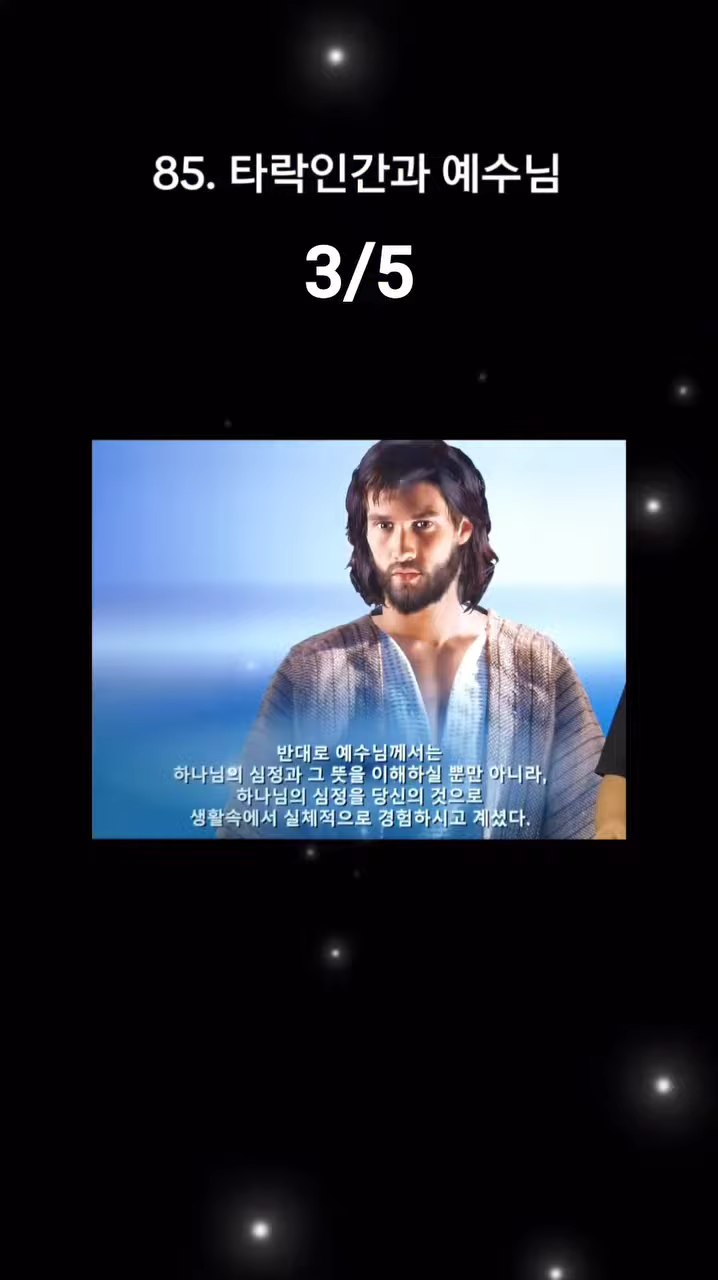 85. 타락인간과 예수님
3/5
반대로 예수님께서는
하나님의 심정과 그 뜻을 이해하실 뿐만 아니라,
하나님의 심정을 당신의 것으로
생활속에서 실체적으로 경험하시고 계셨다.